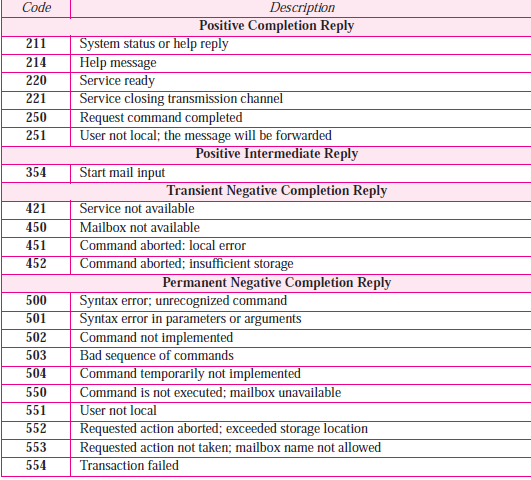 Code Description
Positive Completion Reply
211 System status or help reply
214 Help message
220 Service ready
221 Service closing transmission channel
250 Request command completed
251 User not local; the message will be forwarded
Positive Intermediate Reply
354 Start mail input
Transient Negative Completion Reply
421 Service not available
450 Mailbox not available
451 Command aborted: local error
452 Command aborted; insufficient storage
Permanent Negative Completion Reply
500 Syntax error; unrecognized command
501 Syntax error in parameters or arguments
502 Command not implemented
503 Bad sequence of commands
504 Command temporarily not implemented
550 Command is not executed; mailbox unavailable
551 User not local
552 Requested action aborted; exceeded storage location
553 Requested action not taken; mailbox name not allowed
554 Transaction failed